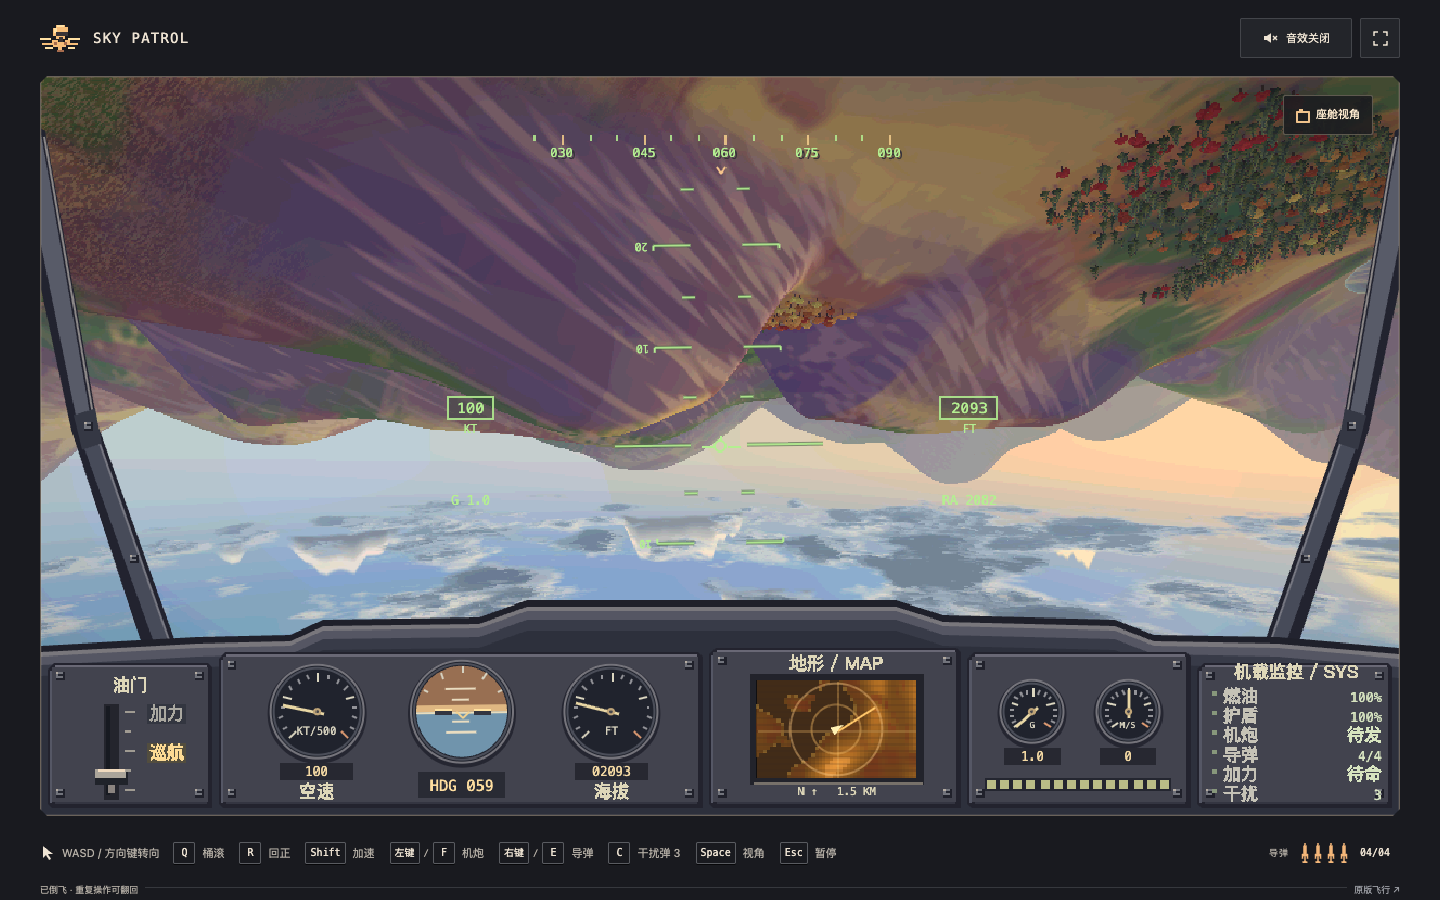 SKY PATROL
音效关闭
座舱视角
030 045 060 075 090
20
10
100
KT
2093
FT
G 1.0
RA 2082
10
油门
加力
巡航
KT/500
100
空速
HDG 059
FT
02093
海拔
地形 / MAP
N ↑ 1.5 KM
G
1.0
M/S
0
机载监控 / SYS
燃油 100%
护盾 100%
机炮 待发
导弹 4/4
加力 待命
干扰 3
WASD / 方向键转向 Q 桶滚 R 回正 Shift 加速 左键 / F 机炮 右键 / E 导弹 C 干扰弹 3 Space 视角 Esc 暂停
导弹 04/04
已倒飞 · 重复操作可翻回
原版飞行 ↗